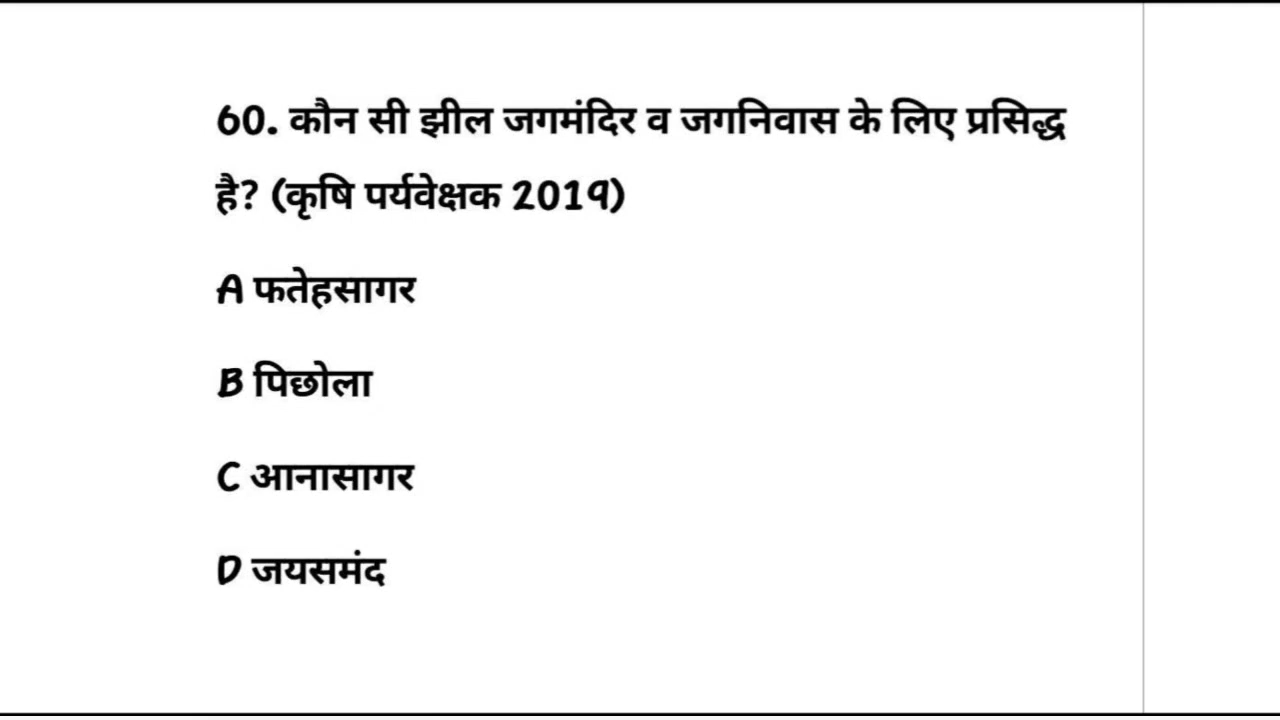 60. कौन सी झील जगमंदिर व जगनिवास के लिए प्रसिद्ध
है? (कृषि पर्यवेक्षक 2019)
A फतेहसागर
B पिछोला
C आनासागर
D जयसमंद